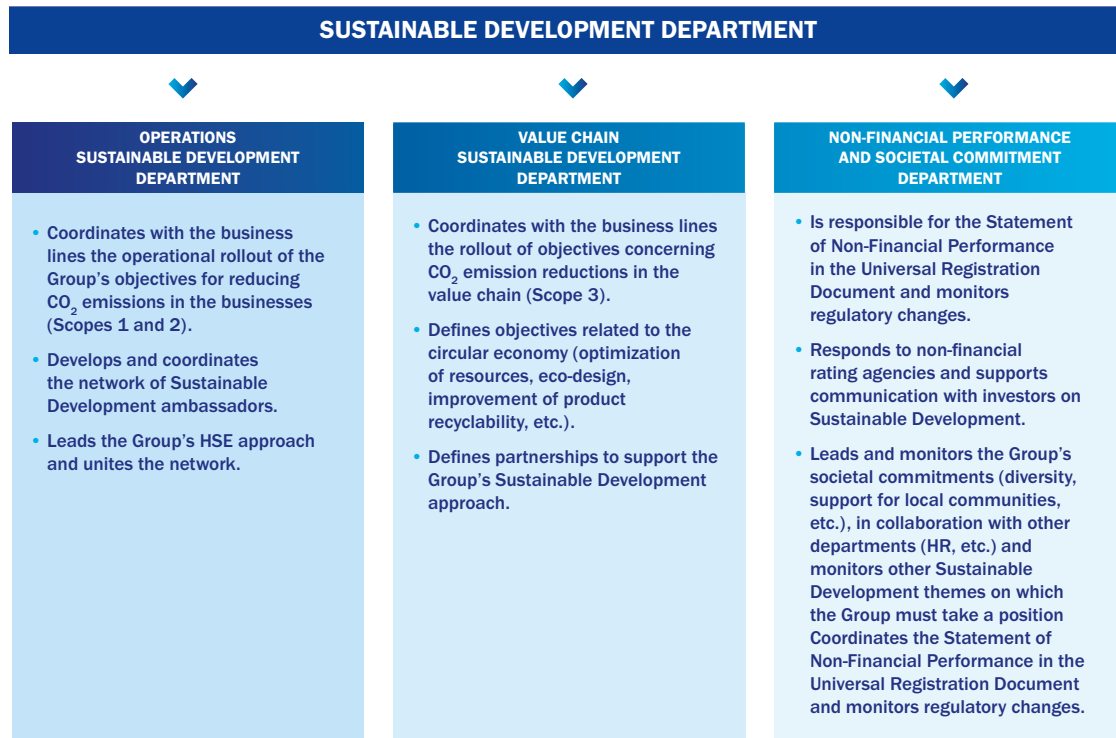 SUSTAINABLE DEVELOPMENT DEPARTMENT
OPERATIONS
SUSTAINABLE DEVELOPMENT
DEPARTMENT
• Coordinates with the business
lines the operational rollout of the
Group's objectives for reducing
CO₂ emissions in the businesses
(Scopes 1 and 2).
• Develops and coordinates
the network of Sustainable
Development ambassadors.
• Leads the Group's HSE approach
and unites the network.
VALUE CHAIN
SUSTAINABLE DEVELOPMENT
DEPARTMENT
• Coordinates with the business lines
the rollout of objectives concerning
CO₂ emission reductions in the
value chain (Scope 3).
• Defines objectives related to the
circular economy (optimization
of resources, eco-design,
improvement of product
recyclability, etc.).
• Defines partnerships to support the
Group's Sustainable Development
approach.
NON-FINANCIAL PERFORMANCE
AND SOCIETAL COMMITMENT
DEPARTMENT
• Is responsible for the Statement
of Non-Financial Performance
in the Universal Registration
Document and monitors
regulatory changes.
• Responds to non-financial
rating agencies and supports
communication with investors on
Sustainable Development.
• Leads and monitors the Group's
societal commitments (diversity,
support for local communities,
etc.), in collaboration with other
departments (HR, etc.) and
monitors other Sustainable
Development themes on which
the Group must take a position
Coordinates the Statement of
Non-Financial Performance in the
Universal Registration Document
and monitors regulatory changes.